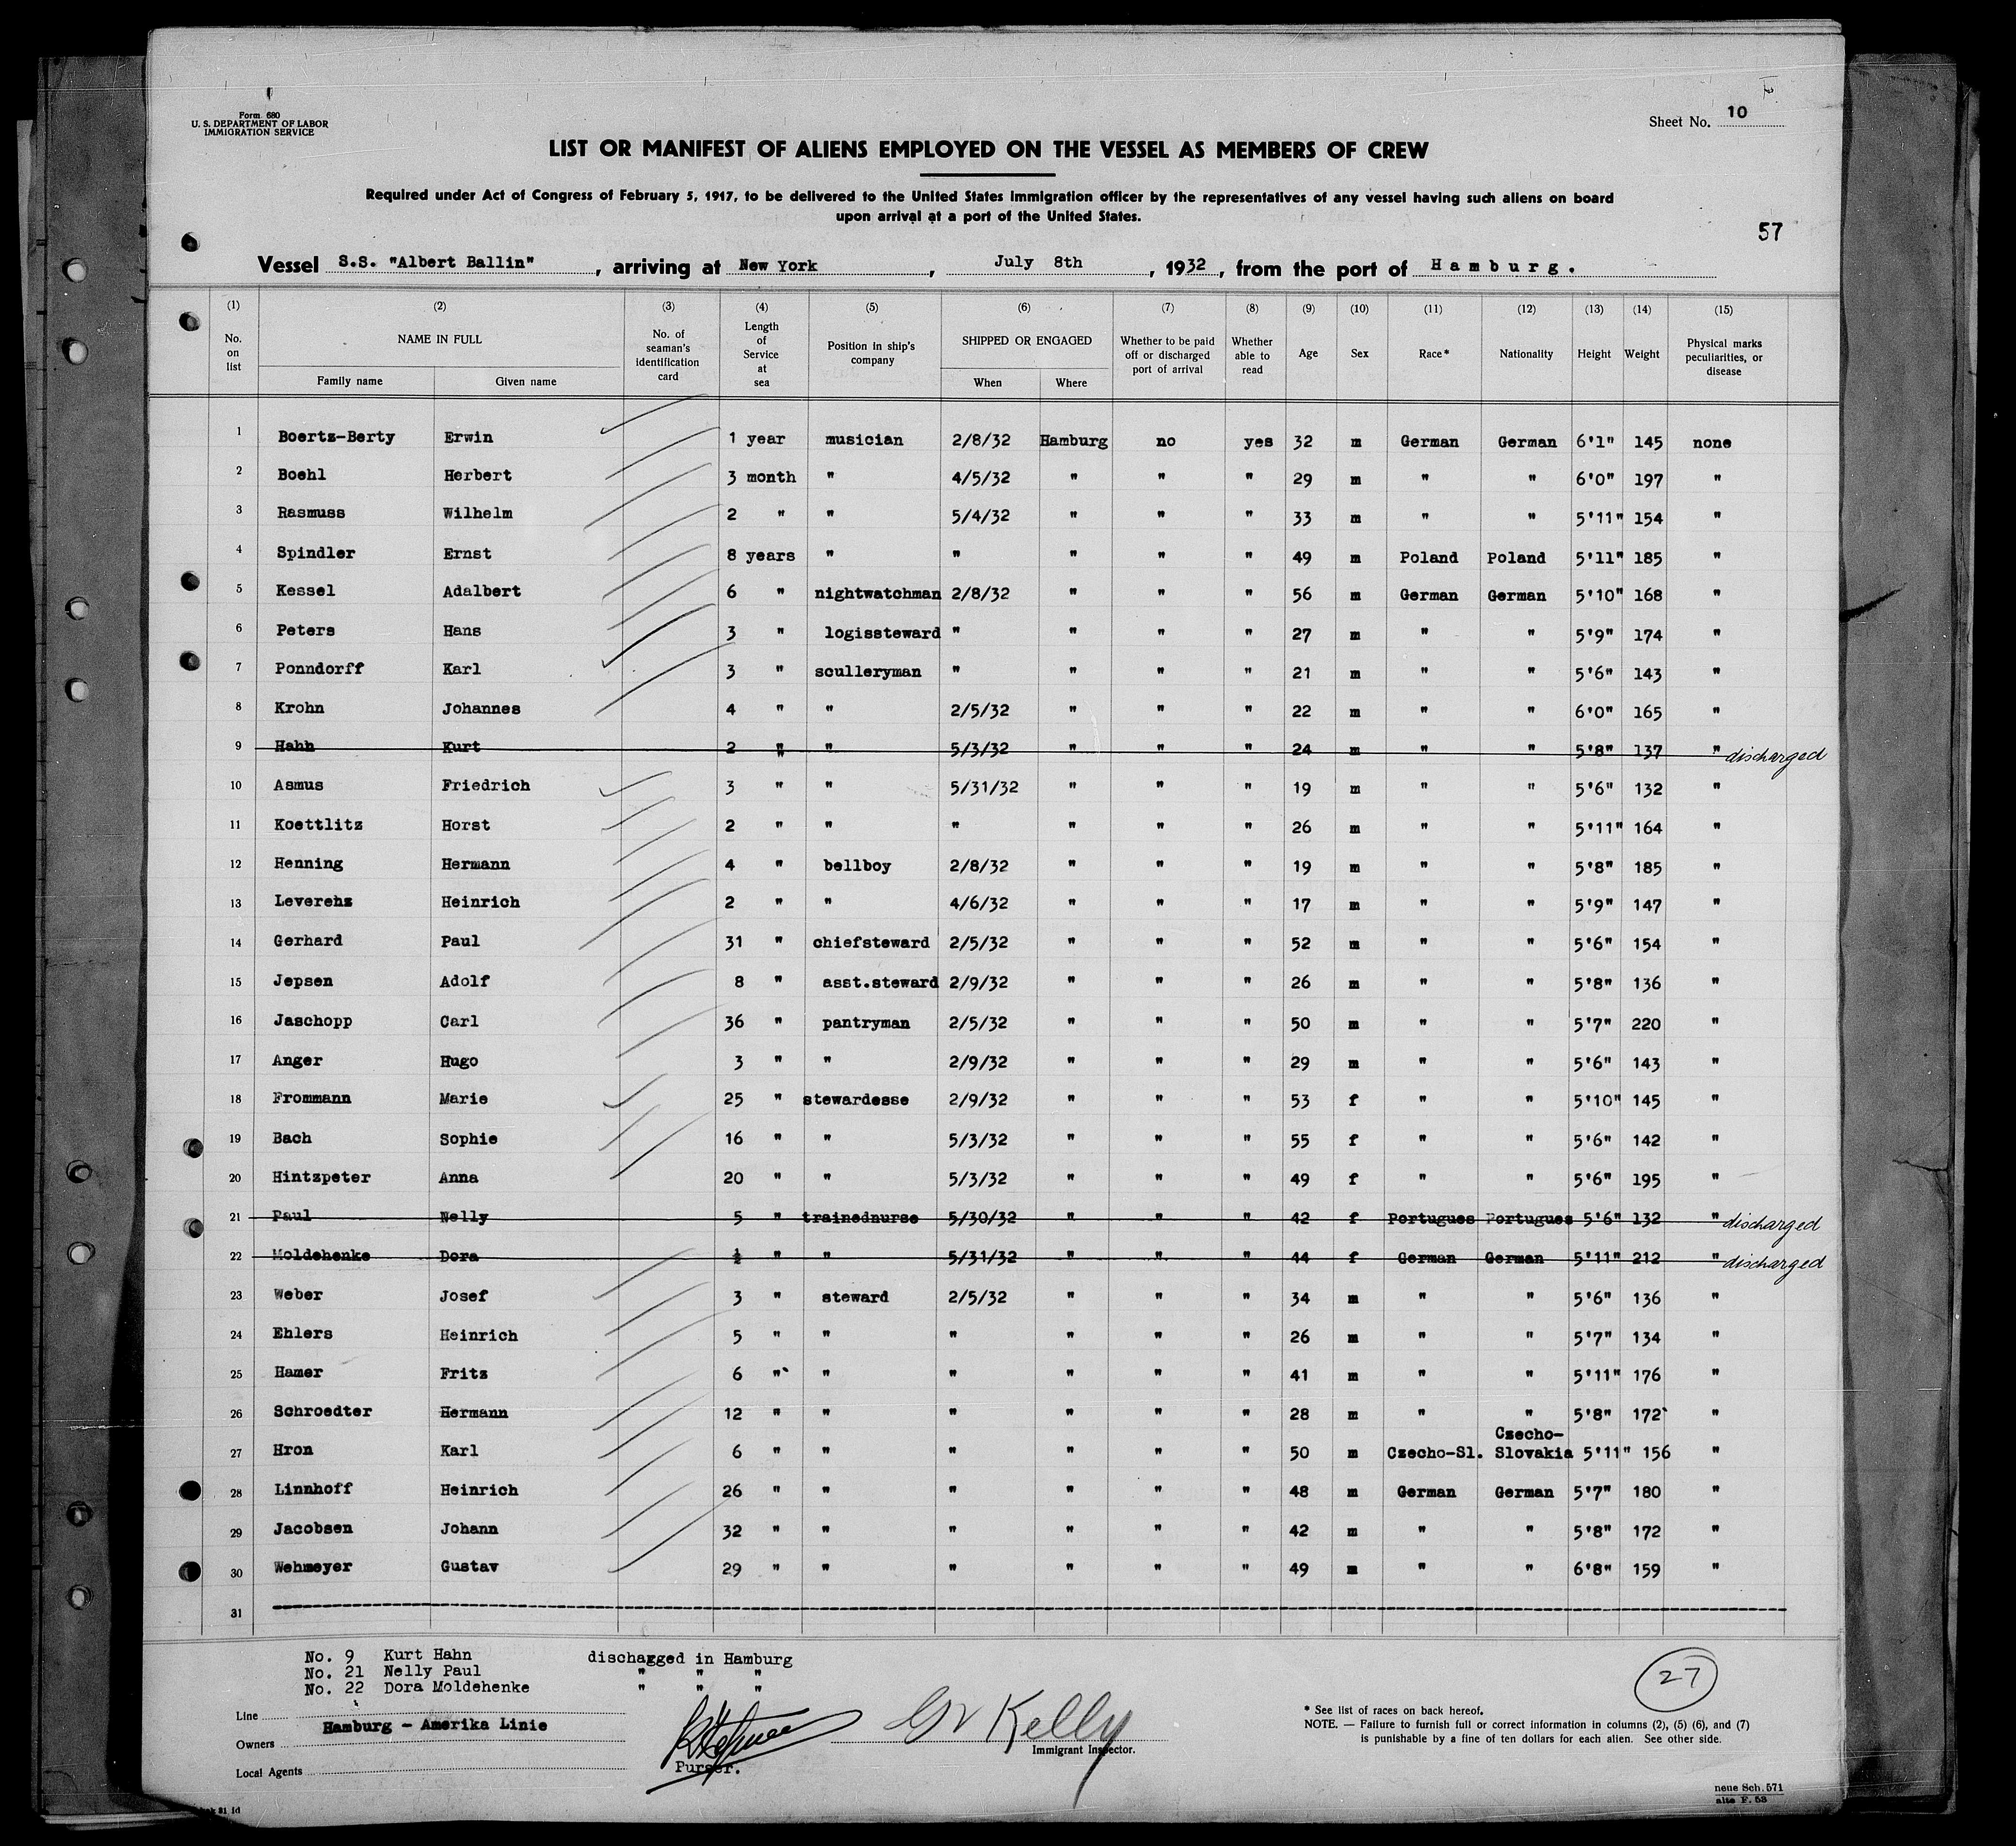 Form 680
U. S. DEPARTMENT OF LABOR
IMMIGRATION SERVICE
Sheet No. 10
LIST OR MANIFEST OF ALIENS EMPLOYED ON THE VESSEL AS MEMBERS OF CREW
Required under Act of Congress of February 5, 1917, to be delivered to the United States Immigration officer by the representatives of any vessel having such aliens on board
upon arrival at a port of the United States.
57
Vessel S.S. "Albert Ballin", arriving at New York, July 8th, 1932, from the port of Hamburg.
(1) (2) (3) (4) (5) (6) (7) (8) (9) (10) (11) (12) (13) (14) (15)
No. on list NAME IN FULL Family name Given name No. of seaman's identification card Length of Service at sea Position in ship's company SHIPPED OR ENGAGED When Where Whether to be paid off or discharged port of arrival Whether able to read Age Sex Race* Nationality Height Weight Physical marks peculiarities, or disease
1 Boertz-Berty Erwin 1 year musician 2/8/32 Hamburg no yes 32 m German German 6'1" 145 none
2 Boehl Herbert 3 month " 4/5/32 " " " 29 m " " 6'0" 197 "
3 Rasmuss Wilhelm 2 " " 5/4/32 " " " 33 m " " 5'11" 154 "
4 Spindler Ernst 8 years " " " " " 49 m Poland Poland 5'11" 185 "
5 Kessel Adalbert 6 " nightwatchman 2/8/32 " " " 56 m German German 5'10" 168 "
6 Peters Hans 3 " logissteward " " " " 27 m " " 5'9" 174 "
7 Ponndorff Karl 3 " sculleryman " " " " 21 m " " 5'6" 143 "
8 Krohn Johannes 4 " " 2/5/32 " " " 22 m " " 6'0" 165 "
9 Hahn Kurt 2 " " 5/3/32 " " " 24 m " " 5'8" 137 " discharged
10 Asmus Friedrich 3 " " 5/31/32 " " " 19 m " " 5'6" 132 "
11 Koettlitz Horst 2 " " " " " " 26 m " " 5'11" 164 "
12 Henning Hermann 4 " bellboy 2/8/32 " " " 19 m " " 5'8" 185 "
13 Leverehz Heinrich 2 " " 4/6/32 " " " 17 m " " 5'9" 147 "
14 Gerhard Paul 31 " chiefsteward 2/5/32 " " " 52 m " " 5'6" 154 "
15 Jepsen Adolf 8 " asst.steward 2/9/32 " " " 26 m " " 5'8" 136 "
16 Jaschopp Carl 36 " pantryman 2/5/32 " " " 50 m " " 5'7" 220 "
17 Anger Hugo 3 " " 2/9/32 " " " 29 m " " 5'6" 143 "
18 Frommann Marie 25 " stewardesse 2/9/32 " " " 53 f " " 5'10" 145 "
19 Bach Sophie 16 " " 5/3/32 " " " 55 f " " 5'6" 142 "
20 Hintzpeter Anna 20 " " 5/3/32 " " " 49 f " " 5'6" 195 "
21 Paul Nelly 5 " trainednurse 5/30/32 " " " 42 f Portugues Portugues 5'6" 132 " discharged
22 Moldehenke Dora ½ " " 5/31/32 " " " 44 f German German 5'11" 212 " discharged
23 Weber Josef 3 " steward 2/5/32 " " " 34 m " " 5'6" 136 "
24 Ehlers Heinrich 5 " " " " " " 26 m " " 5'7" 134 "
25 Hamer Fritz 6 " " " " " " 41 m " " 5'11" 176 "
26 Schroedter Hermann 12 " " " " " " 28 m " " 5'8" 172 "
27 Hron Karl 6 " " " " " " 50 m Czecho-Sl. Czecho-Slovakia 5'11" 156 "
28 Linnhoff Heinrich 26 " " " " " " 48 m German German 5'7" 180 "
29 Jacobsen Johann 32 " " " " " " 42 m " " 5'8" 172 "
30 Wehmeyer Gustav 29 " " " " " " 49 m " " 6'8" 159 "
31
No. 9 Kurt Hahn discharged in Hamburg
No. 21 Nelly Paul " " "
No. 22 Dora Moldehenke " " "
27
Line
Hamburg - Amerika Linie
Owners
Local Agents
Purser.
Kelly
Immigrant Inspector.
* See list of races on back hereof.
NOTE. — Failure to furnish full or correct information in columns (2), (5) (6), and (7)
is punishable by a fine of ten dollars for each alien. See other side.
neue Sch. 571
alte F. 53